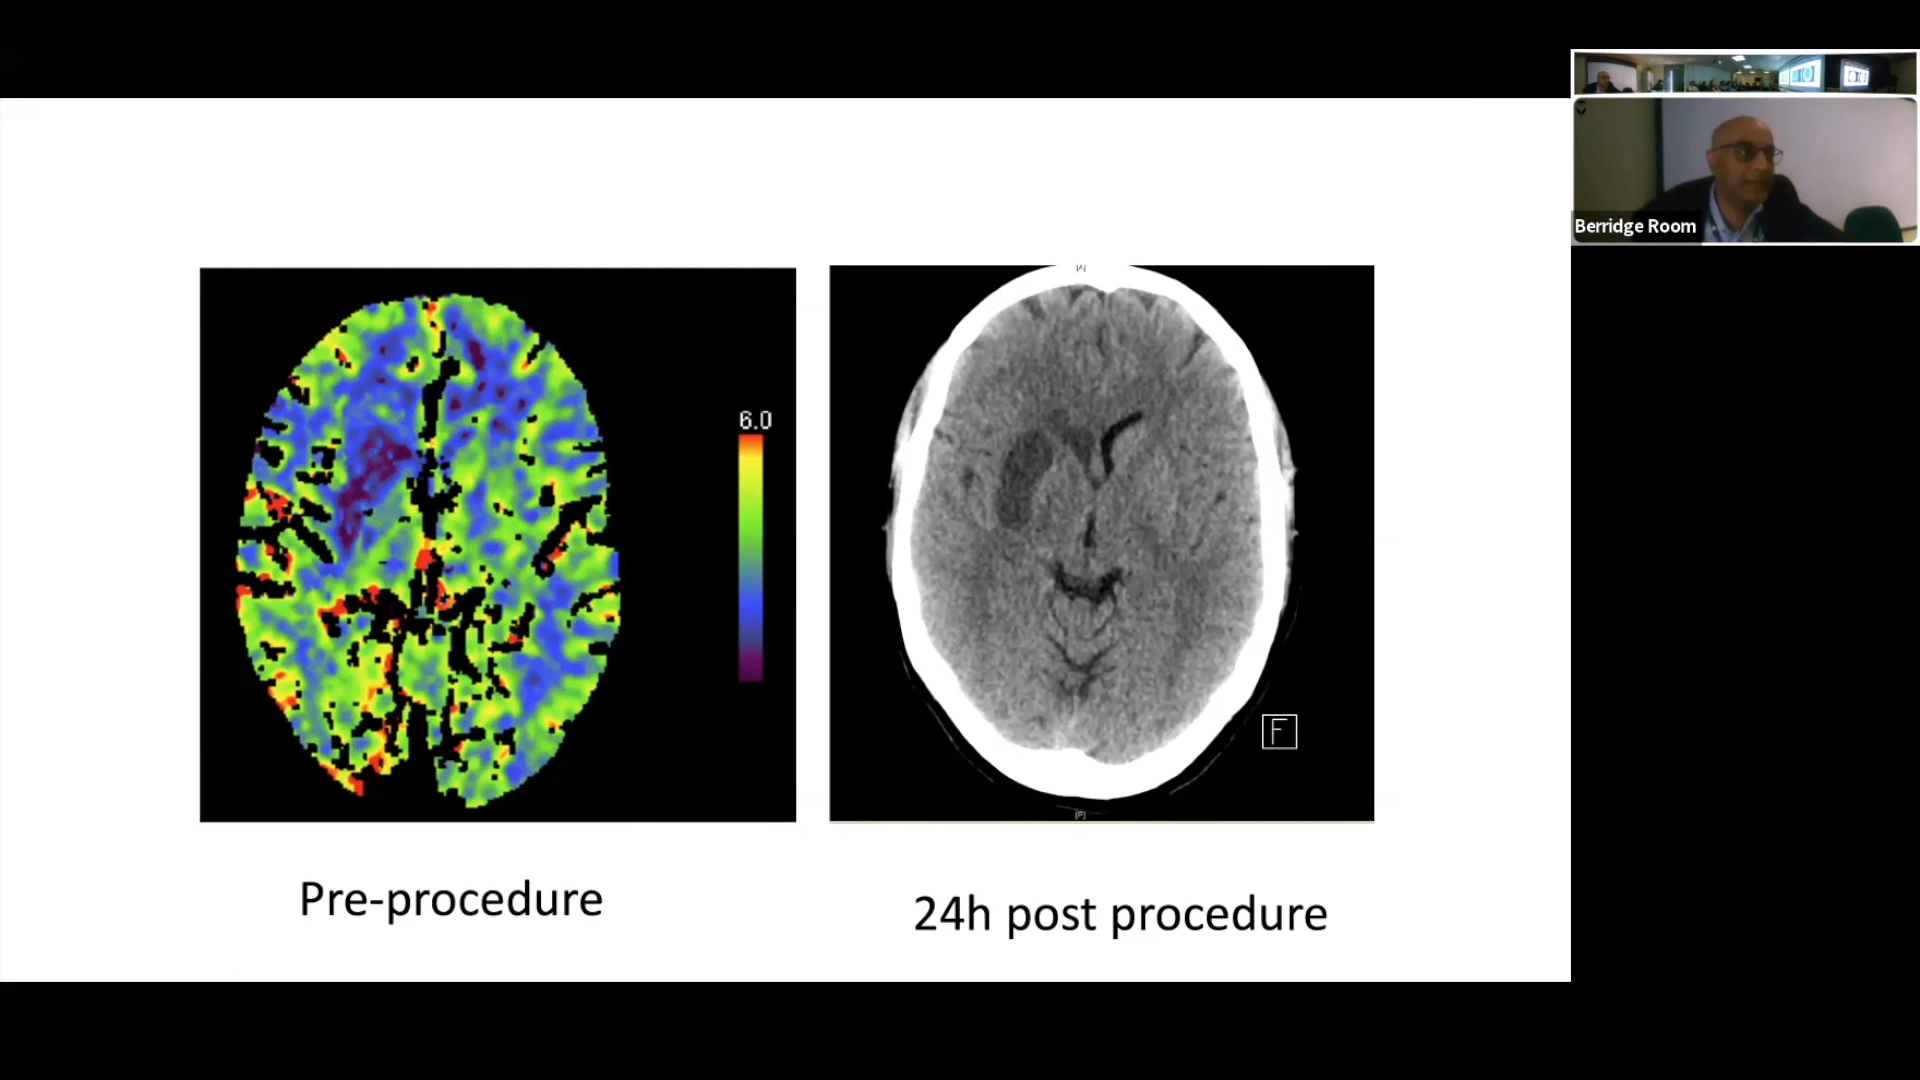 Berridge Room
[A]
6.0
F
[P]
Pre-procedure
24h post procedure